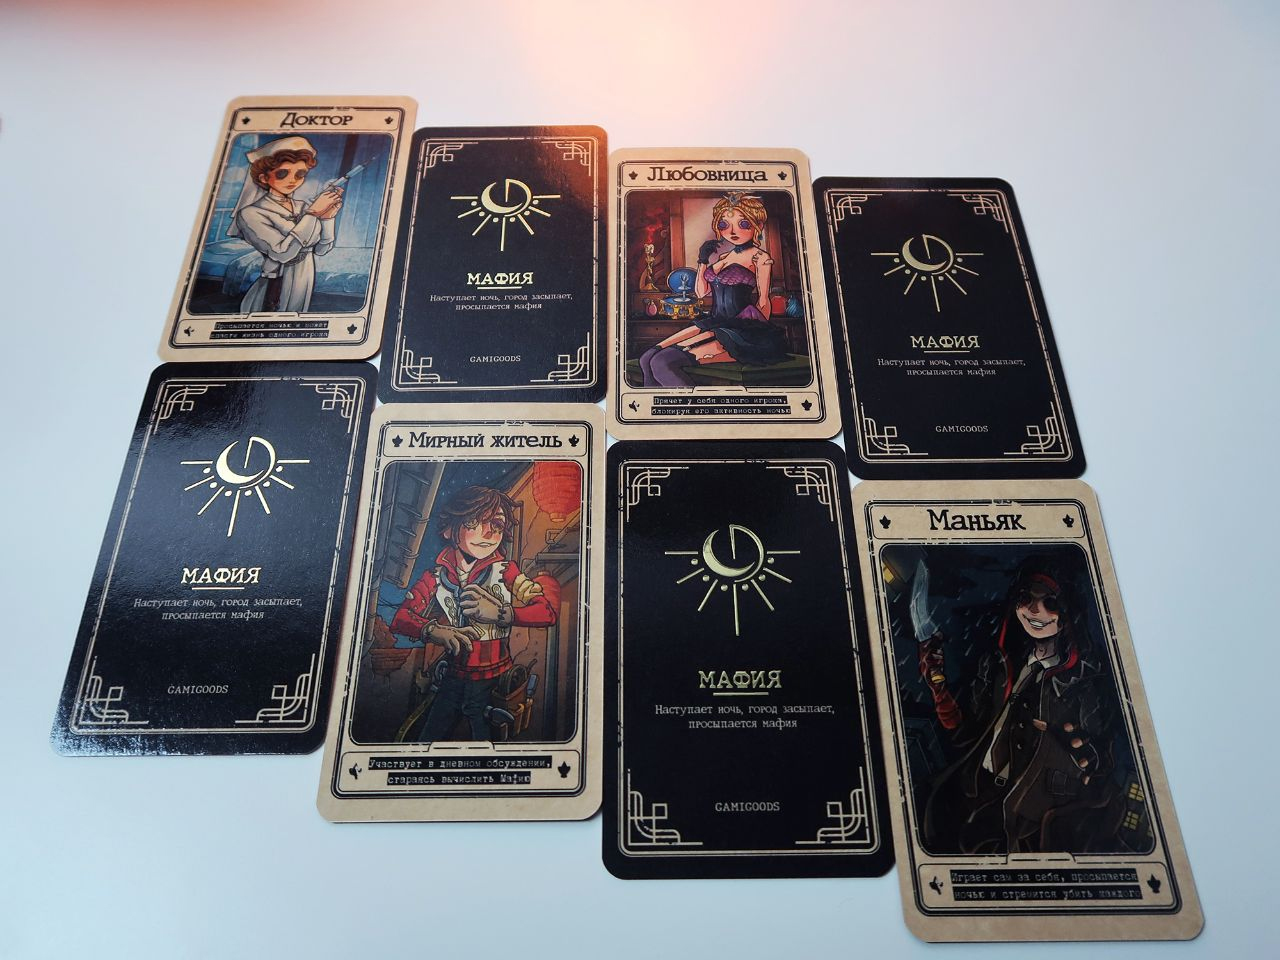 Доктор
Просыпается ночью и может
спасти жизнь одного игрока
МАФИЯ
Наступает ночь, город засыпает,
просыпается мафия
GAMIGOODS
Любовница
Прячет у себя одного игрока,
блокируя его активность ночью
МАФИЯ
Наступает ночь, город засыпает,
просыпается мафия
GAMIGOODS
МАФИЯ
Наступает ночь, город засыпает,
просыпается мафия
GAMIGOODS
Мирный житель
Участвует в дневном обсуждении,
стараясь вычислить Мафию
МАФИЯ
Наступает ночь, город засыпает,
просыпается мафия
GAMIGOODS
Маньяк
Играет сам за себя, просыпается
ночью и стремится убить каждого